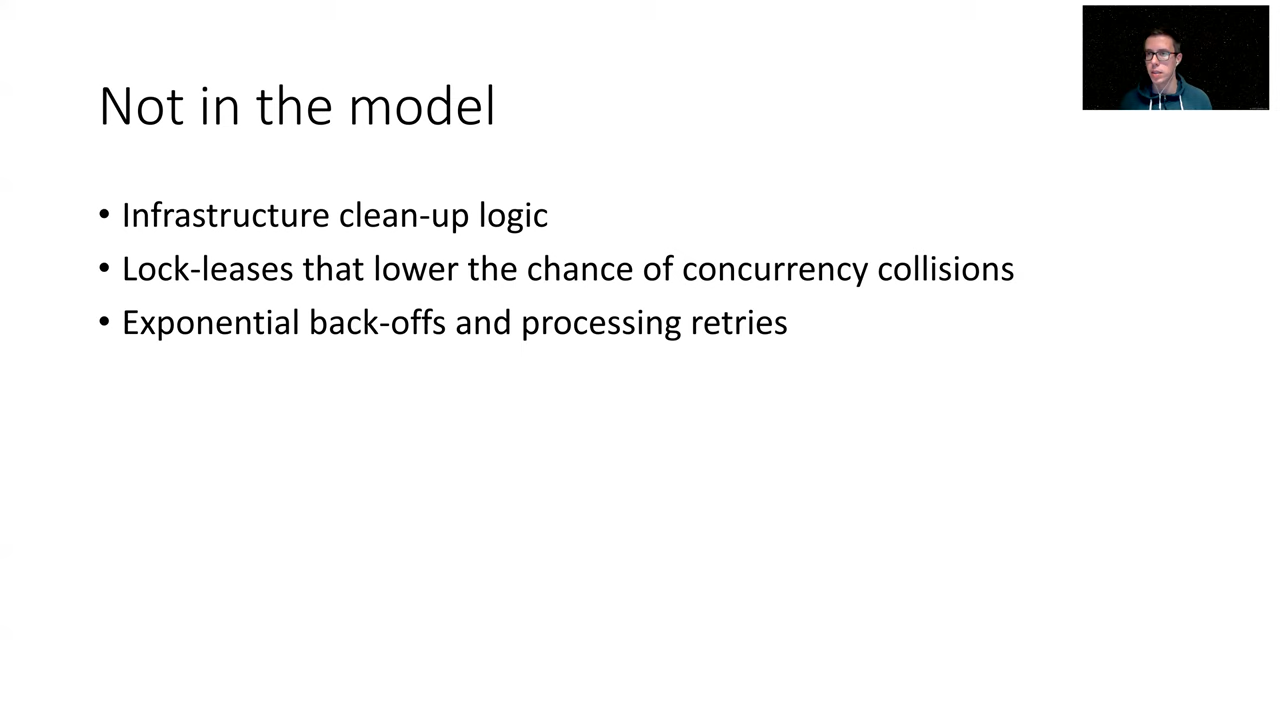 Not in the model
• Infrastructure clean-up logic
• Lock-leases that lower the chance of concurrency collisions
• Exponential back-offs and processing retries